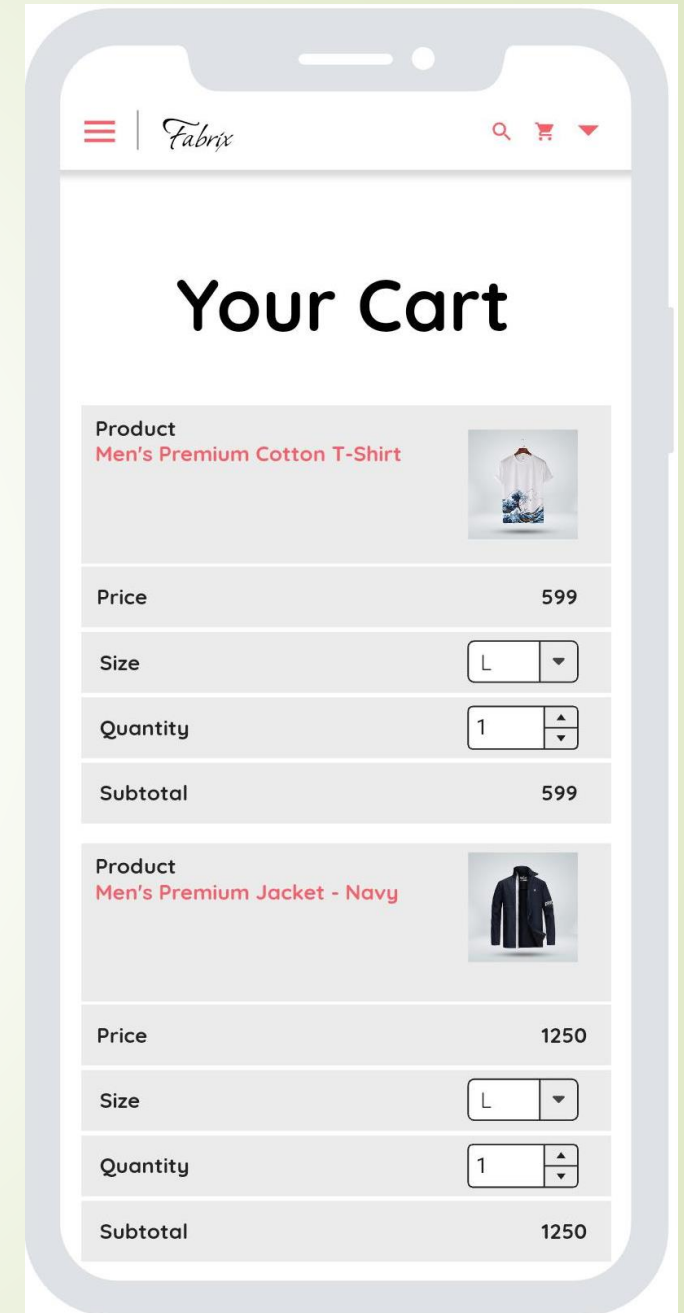 Fabrix
Your Cart
Product
Men's Premium Cotton T-Shirt
Price 599
Size L
Quantity 1
Subtotal 599
Product
Men's Premium Jacket - Navy
Price 1250
Size L
Quantity 1
Subtotal 1250